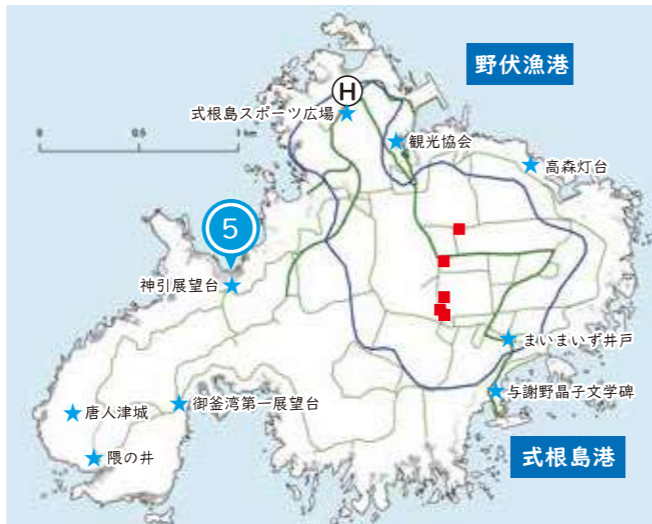 野伏漁港
H
式根島スポーツ広場
観光協会
0 0.5 1 km
高森灯台
5
神引展望台
まいまいず井戸
与謝野晶子文学碑
御釜湾第一展望台
唐人津城
隈の井
式根島港